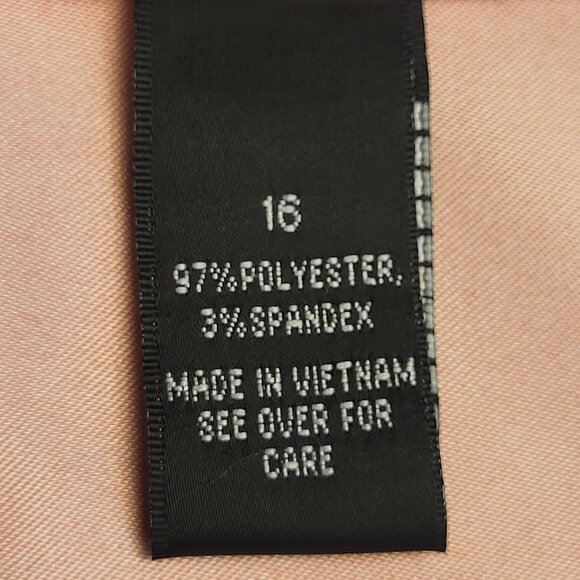 16
97% POLYESTER,
3% SPANDEX
MADE IN VIETNAM
SEE OVER FOR
CARE